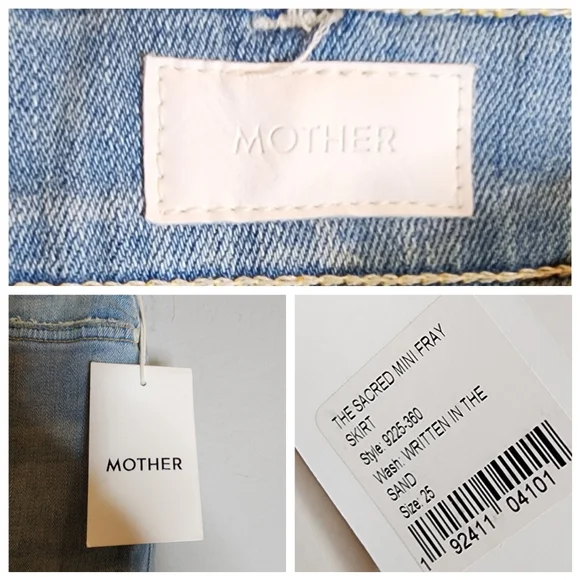 MOTHER
MOTHER
THE SACRED MINI FRAY
SKIRT
Style: 9225-360
Wash: WRITTEN IN THE
SAND
Size: 25
1 92411 04101